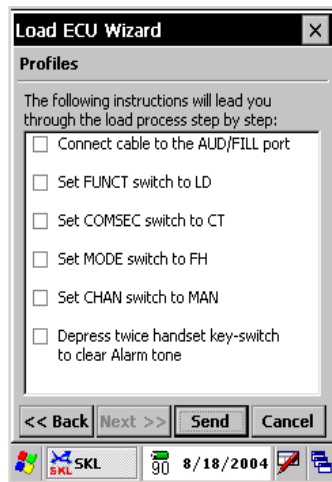 Load ECU Wizard
Profiles
The following instructions will lead you
through the load process step by step:
Connect cable to the AUD/FILL port
Set FUNCT switch to LD
Set COMSEC switch to CT
Set MODE switch to FH
Set CHAN switch to MAN
Depress twice handset key-switch
to clear Alarm tone
<< Back Next >> Send Cancel
SKL SKL 90 8/18/2004